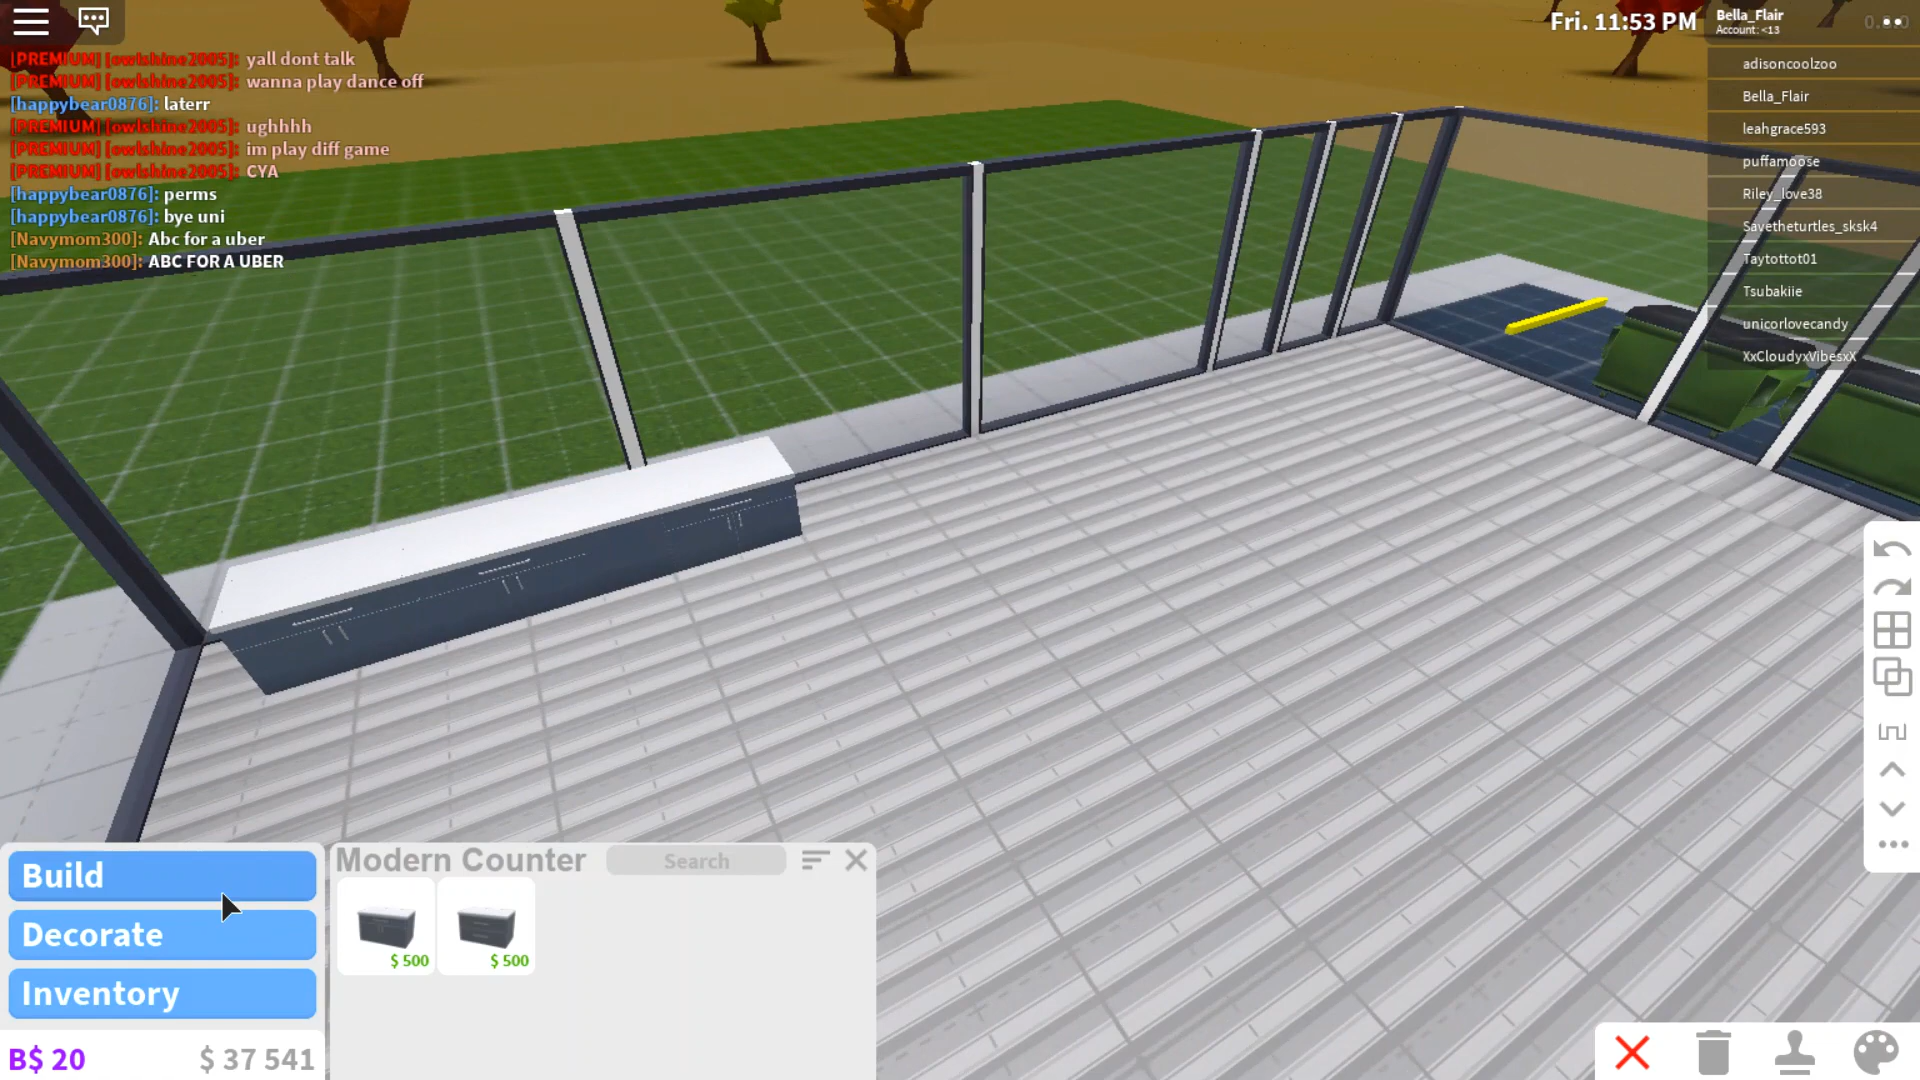 Fri. 11:53 PM
Bella_Flair
Account: <13
[PREMIUM] [owlshine2005]: yall dont talk
[PREMIUM] [owlshine2005]: wanna play dance off
[happybear0876]: laterr
[PREMIUM] [owlshine2005]: ughhhh
[PREMIUM] [owlshine2005]: im play diff game
[PREMIUM] [owlshine2005]: CYA
[happybear0876]: perms
[happybear0876]: bye uni
[Navymom300]: Abc for a uber
[Navymom300]: ABC FOR A UBER
adisoncoolzoo
Bella_Flair
leahgrace593
puffamoose
Riley_love38
Savetheturtles_sksk4
Taytottot01
Tsubakiie
unicorlovecandy
XxCloudyxVibesxX
Build
Decorate
Inventory
B$ 20 $ 37 541
Modern Counter Search
$ 500 $ 500